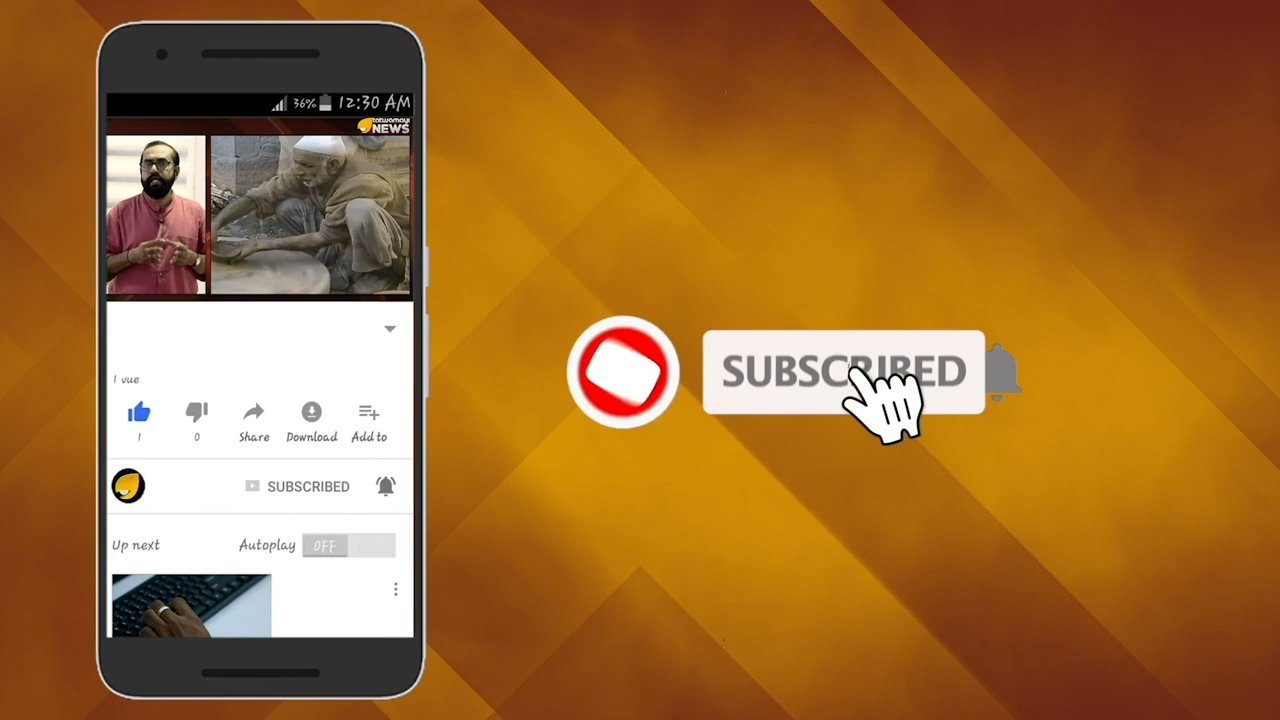 36% 12:30 AM
tatwamayi
NEWS
1 vue
1
0
Share
Download
Add to
SUBSCRIBED
Up next
Autoplay
OFF
SUBSCRIBED